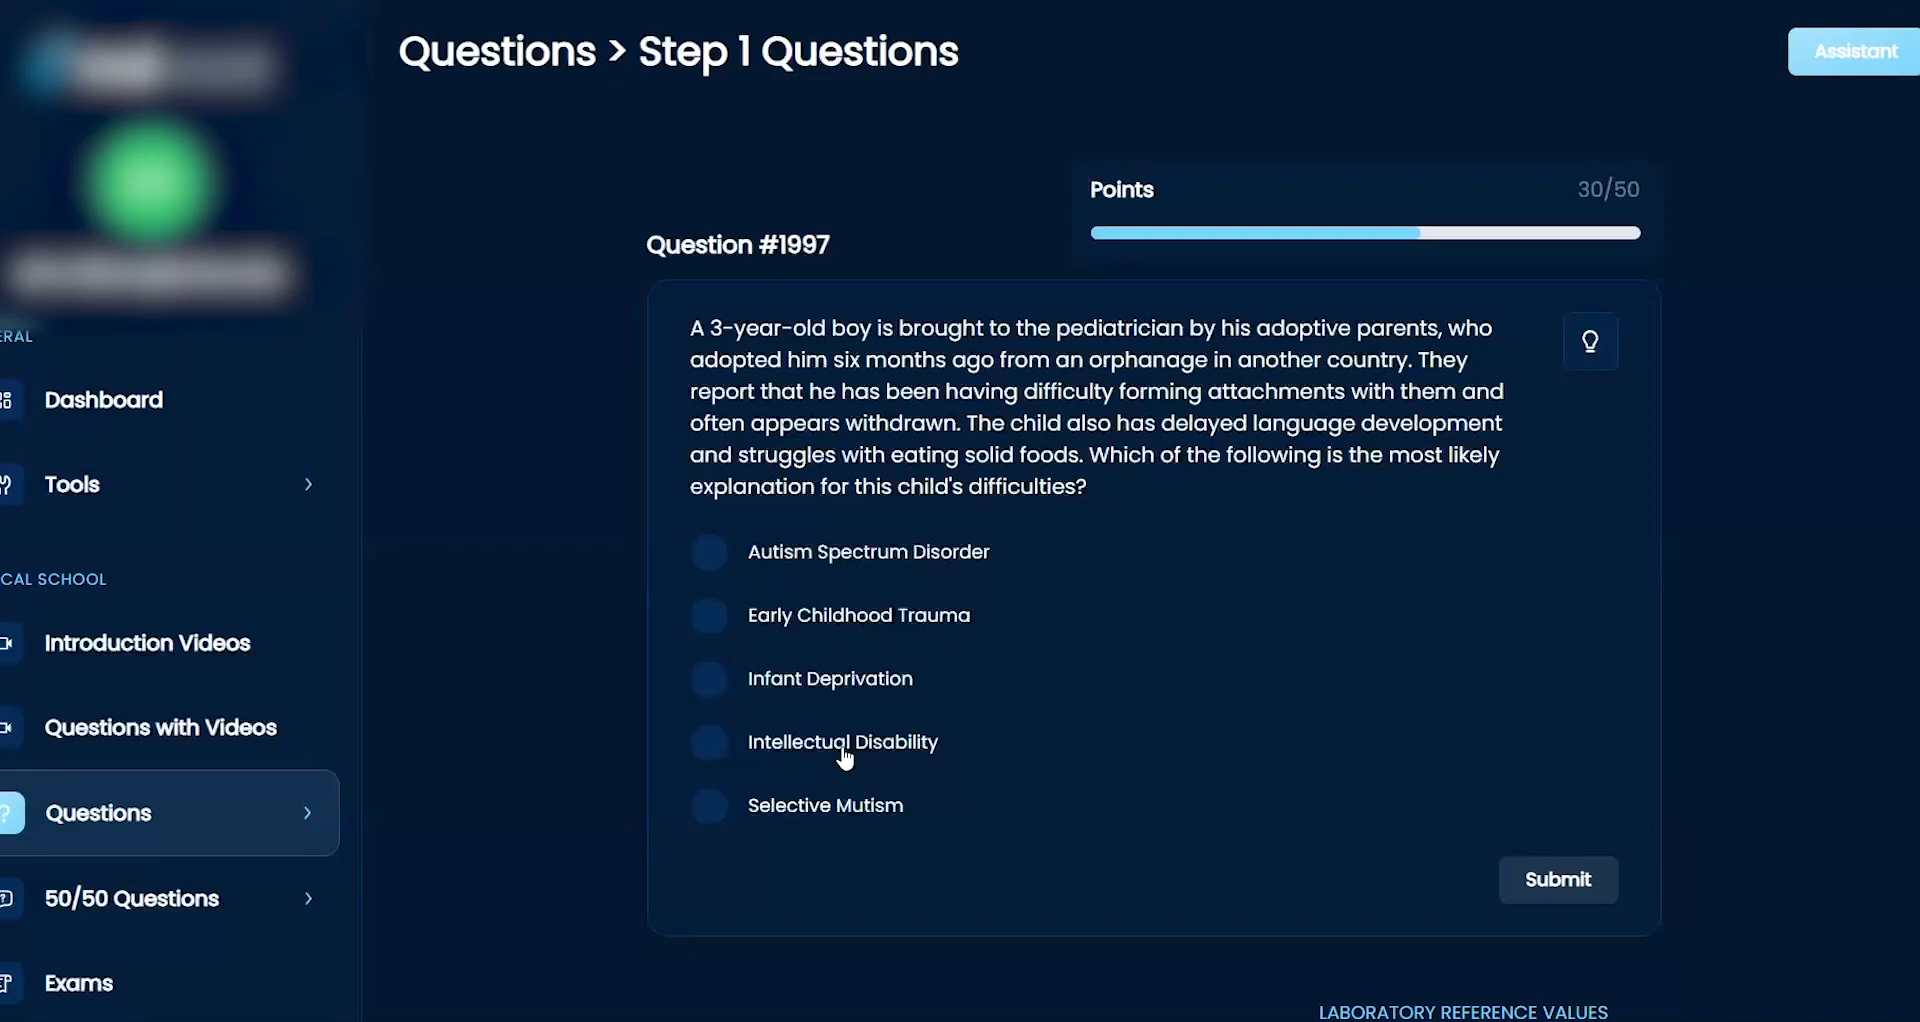 Questions > Step 1 Questions
Assistant
Points
30/50
Question #1997
A 3-year-old boy is brought to the pediatrician by his adoptive parents, who
adopted him six months ago from an orphanage in another country. They
report that he has been having difficulty forming attachments with them and
often appears withdrawn. The child also has delayed language development
and struggles with eating solid foods. Which of the following is the most likely
explanation for this child's difficulties?
Autism Spectrum Disorder
Early Childhood Trauma
Infant Deprivation
Intellectual Disability
Selective Mutism
Submit
LABORATORY REFERENCE VALUES
ERAL
Dashboard
Tools
CAL SCHOOL
Introduction Videos
Questions with Videos
Questions
50/50 Questions
Exams